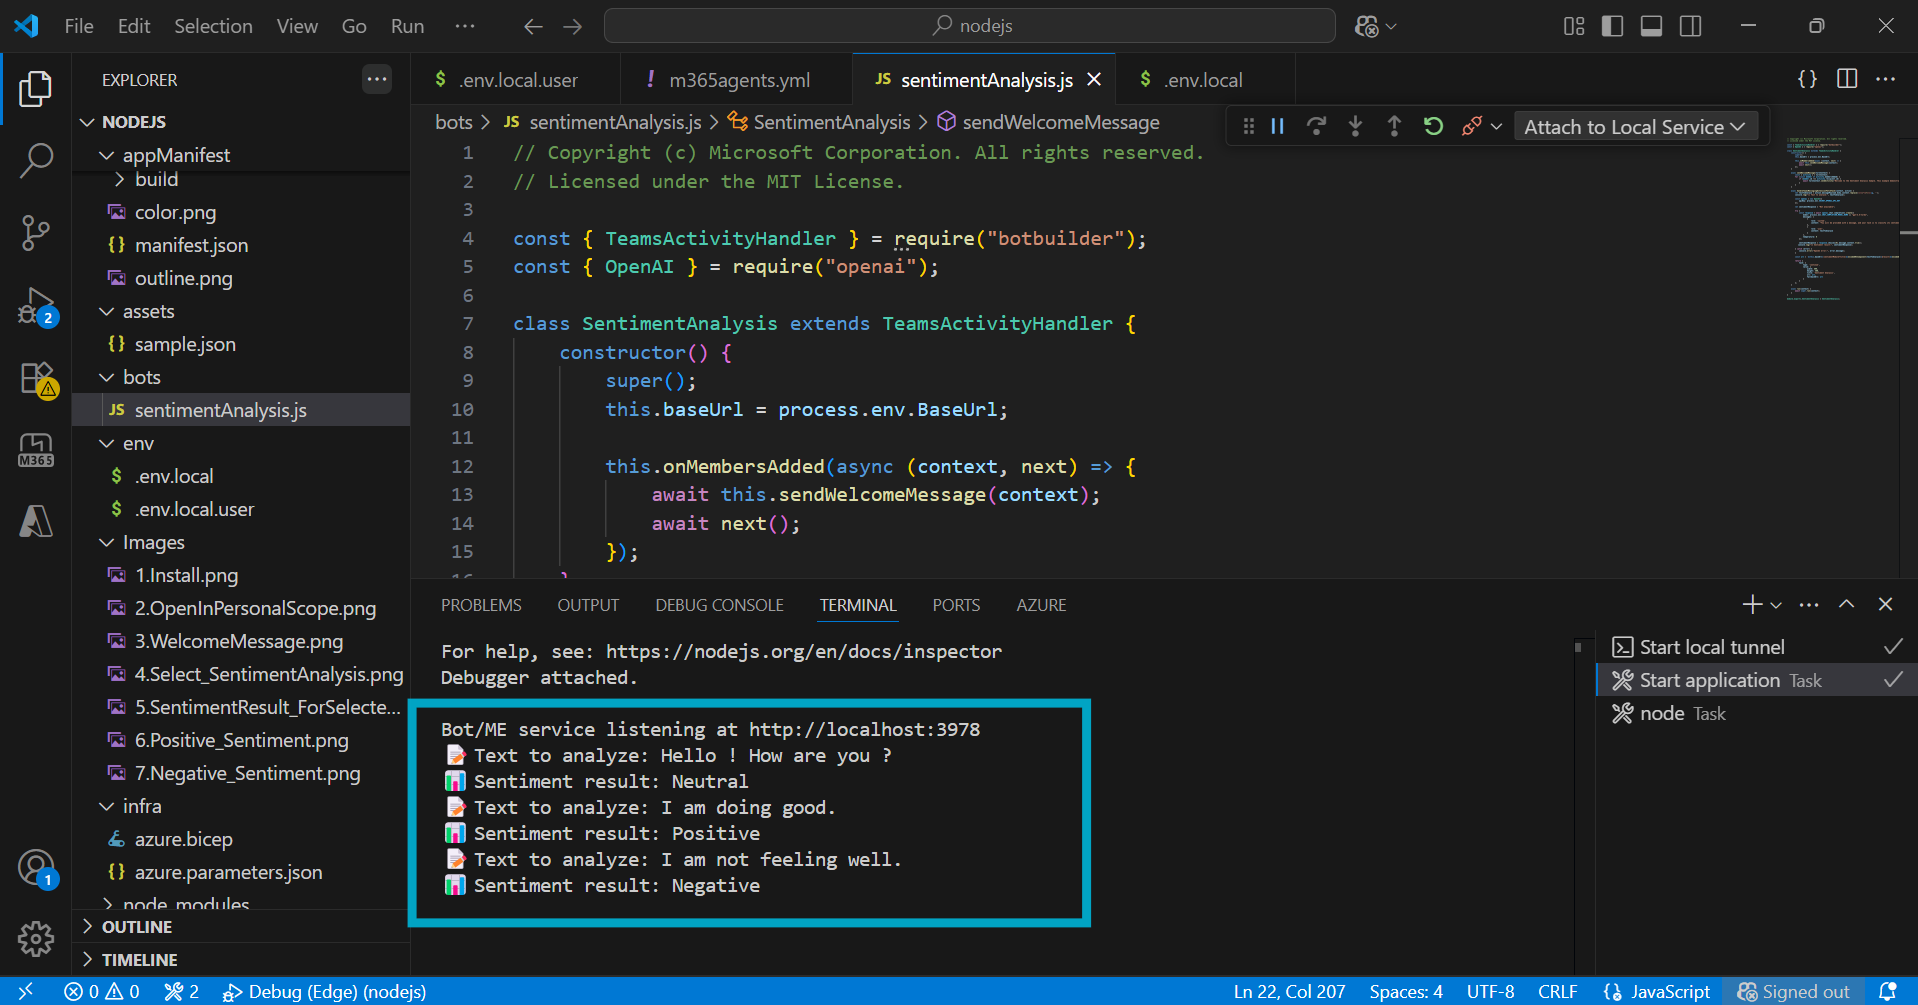 File Edit Selection View Go Run
nodejs
EXPLORER
NODEJS
appManifest
build
color.png
manifest.json
outline.png
assets
sample.json
bots
sentimentAnalysis.js
env
.env.local
.env.local.user
Images
1.Install.png
2.OpenInPersonalScope.png
3.WelcomeMessage.png
4.Select_SentimentAnalysis.png
5.SentimentResult_ForSelecte...
6.Positive_Sentiment.png
7.Negative_Sentiment.png
infra
azure.bicep
azure.parameters.json
node_modules
OUTLINE
TIMELINE
2
M365
1
.env.local.user
m365agents.yml
sentimentAnalysis.js
.env.local
bots > JS sentimentAnalysis.js > SentimentAnalysis > sendWelcomeMessage
Attach to Local Service
1 // Copyright (c) Microsoft Corporation. All rights reserved.
2 // Licensed under the MIT License.
3
4 const { TeamsActivityHandler } = require("botbuilder");
5 const { OpenAI } = require("openai");
6
7 class SentimentAnalysis extends TeamsActivityHandler {
8 constructor() {
9 super();
10 this.baseUrl = process.env.BaseUrl;
11
12 this.onMembersAdded(async (context, next) => {
13 await this.sendWelcomeMessage(context);
14 await next();
15 });
16 }
PROBLEMS OUTPUT DEBUG CONSOLE TERMINAL PORTS AZURE
For help, see: https://nodejs.org/en/docs/inspector
Debugger attached.
Bot/ME service listening at http://localhost:3978
📝 Text to analyze: Hello ! How are you ?
📊 Sentiment result: Neutral
📝 Text to analyze: I am doing good.
📊 Sentiment result: Positive
📝 Text to analyze: I am not feeling well.
📊 Sentiment result: Negative
Start local tunnel
Start application Task
node Task
0 0 2 Debug (Edge) (nodejs)
Ln 22, Col 207 Spaces: 4 UTF-8 CRLF {} JavaScript Signed out